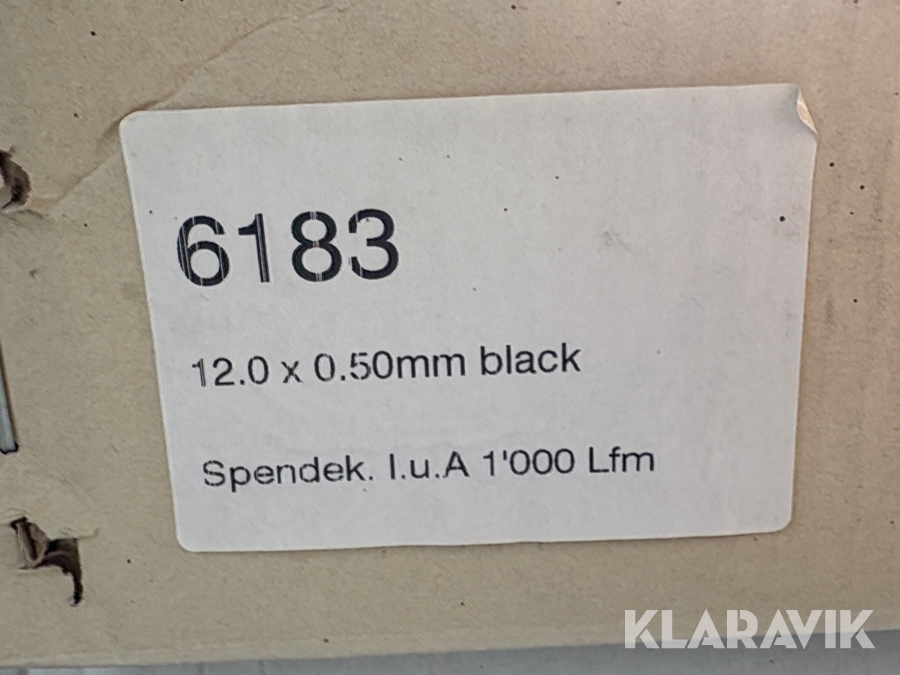 6183
12.0 x 0.50mm black
Spendek. I.u.A 1'000 Lfm
KLARAVIK